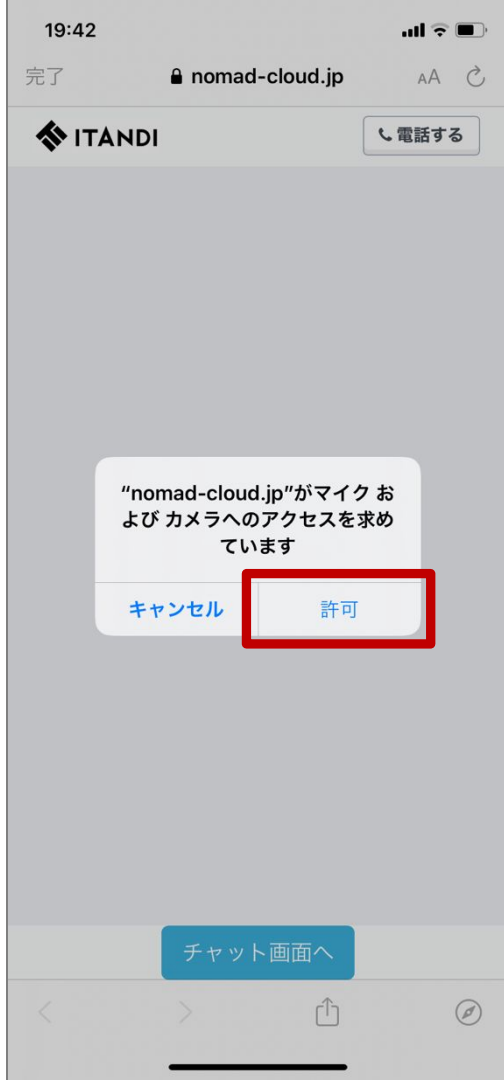 19:42
完了
nomad-cloud.jp
AA
ITANDI
電話する
“nomad-cloud.jp”がマイク お
よび カメラへのアクセスを求め
ています
キャンセル
許可
チャット画面へ